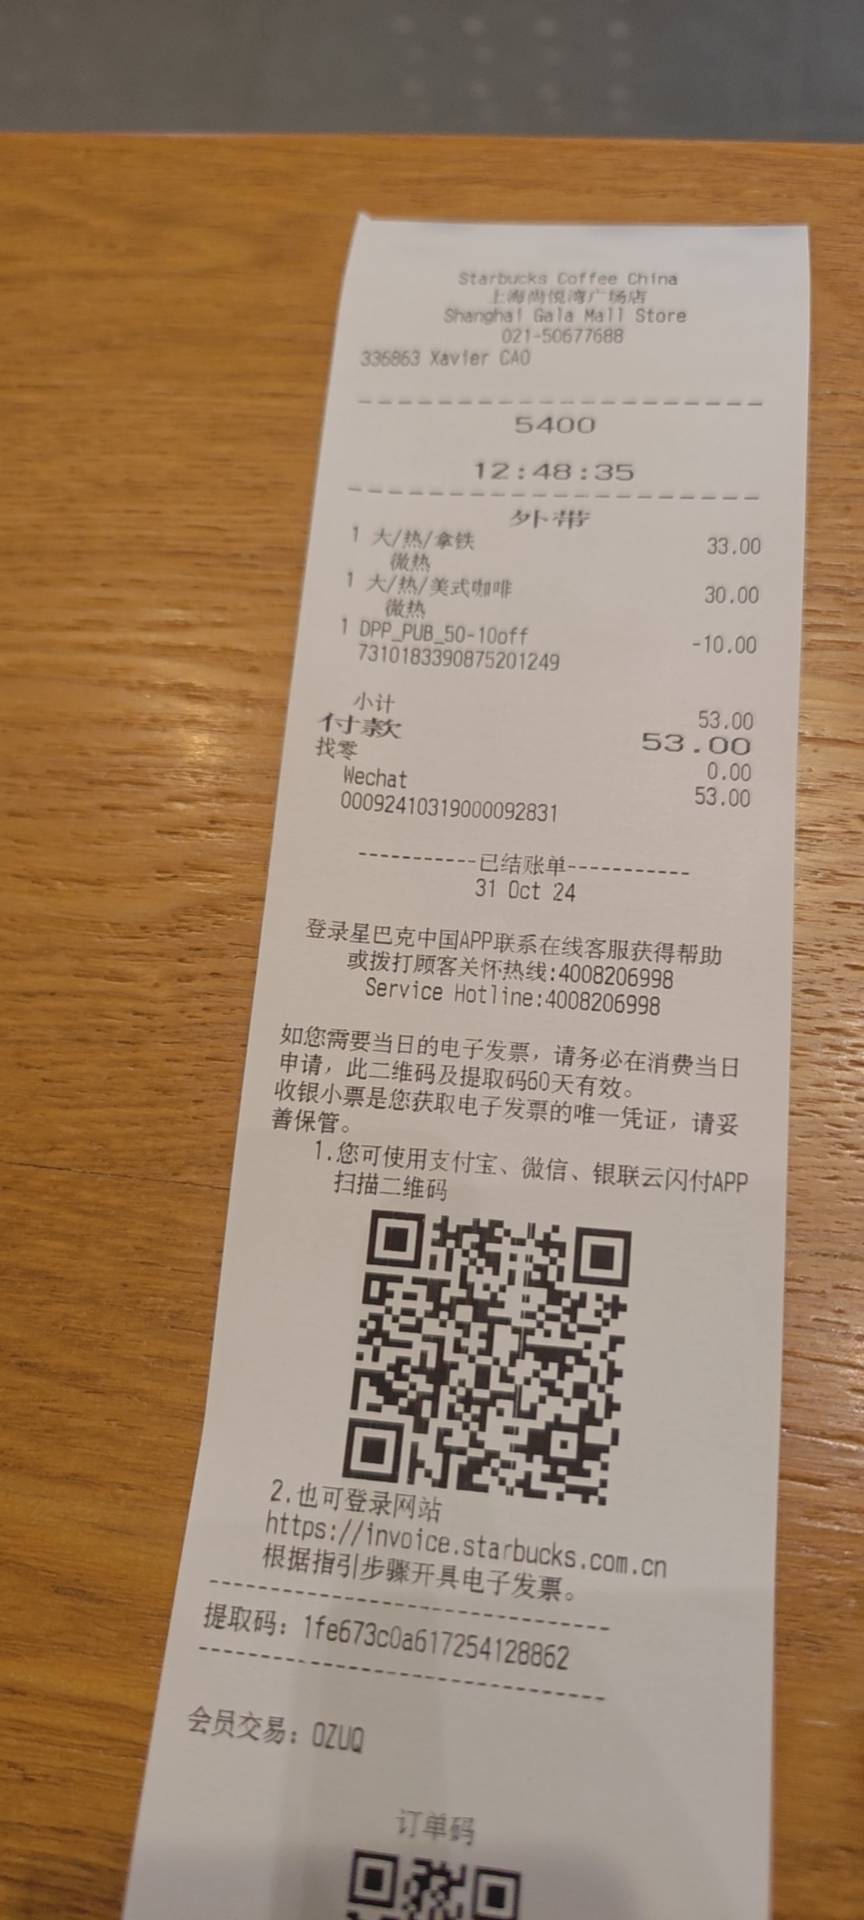 Starbucks Coffee China
上海尚悦湾广场店
Shanghai Gala Mall Store
021-50677688
336863 Xavier CAO
5400
12:48:35
外带
1 大/热/拿铁 33.00
微热
1 大/热/美式咖啡 30.00
微热
1 DPP_PUB_50-10off -10.00
7310183390875201249
小计 53.00
付款 53.00
找零 0.00
Wechat 53.00
00092410319000092831
-----------已结账单-----------
31 Oct 24
登录星巴克中国APP联系在线客服获得帮助
或拨打顾客关怀热线:4008206998
Service Hotline:4008206998
如您需要当日的电子发票，请务必在消费当日
申请，此二维码及提取码60天有效。
收银小票是您获取电子发票的唯一凭证，请妥
善保管。
1.您可使用支付宝、微信、银联云闪付APP
扫描二维码
2.也可登录网站
https://invoice.starbucks.com.cn
根据指引步骤开具电子发票。
提取码：1fe673c0a617254128862
会员交易：OZUQ
订单码